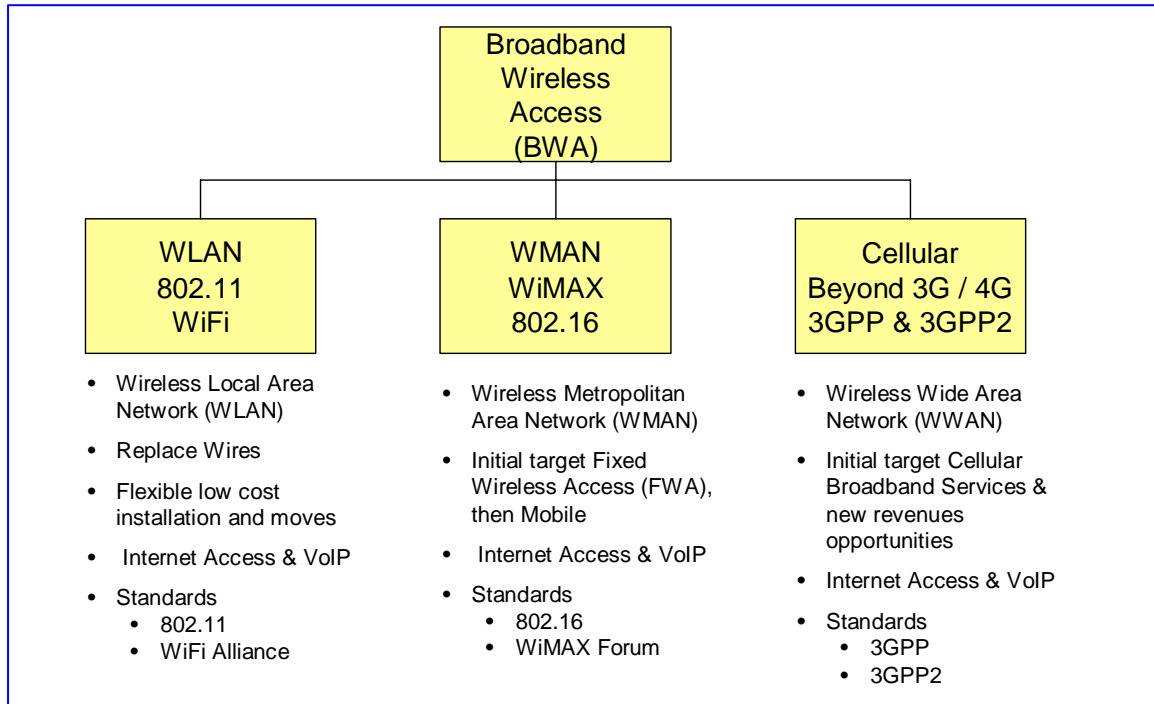 Broadband
Wireless
Access
(BWA)
WLAN
802.11
WiFi
WMAN
WiMAX
802.16
Cellular
Beyond 3G / 4G
3GPP & 3GPP2
• Wireless Local Area
Network (WLAN)
• Replace Wires
• Flexible low cost
installation and moves
• Internet Access & VoIP
• Standards
• 802.11
• WiFi Alliance
• Wireless Metropolitan
Area Network (WMAN)
• Initial target Fixed
Wireless Access (FWA),
then Mobile
• Internet Access & VoIP
• Standards
• 802.16
• WiMAX Forum
• Wireless Wide Area
Network (WWAN)
• Initial target Cellular
Broadband Services &
new revenues
opportunities
• Internet Access & VoIP
• Standards
• 3GPP
• 3GPP2